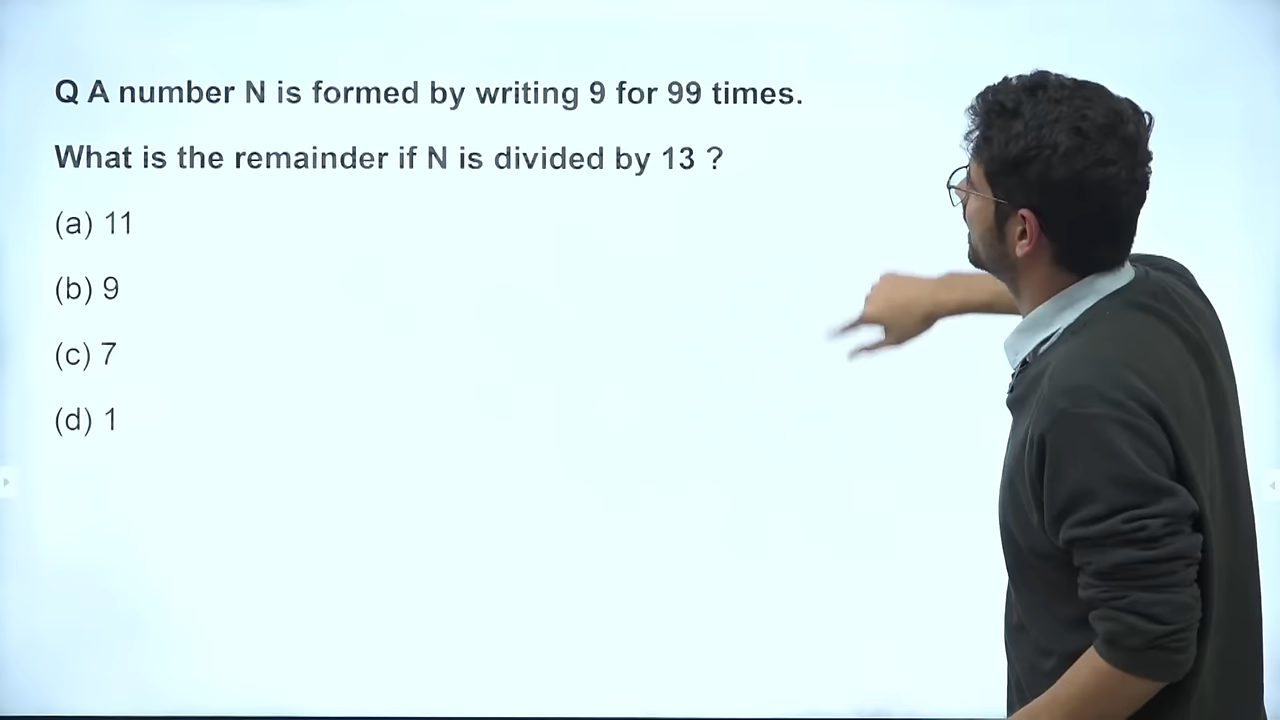 Q A number N is formed by writing 9 for 99 times.
What is the remainder if N is divided by 13 ?
(a) 11
(b) 9
(c) 7
(d) 1